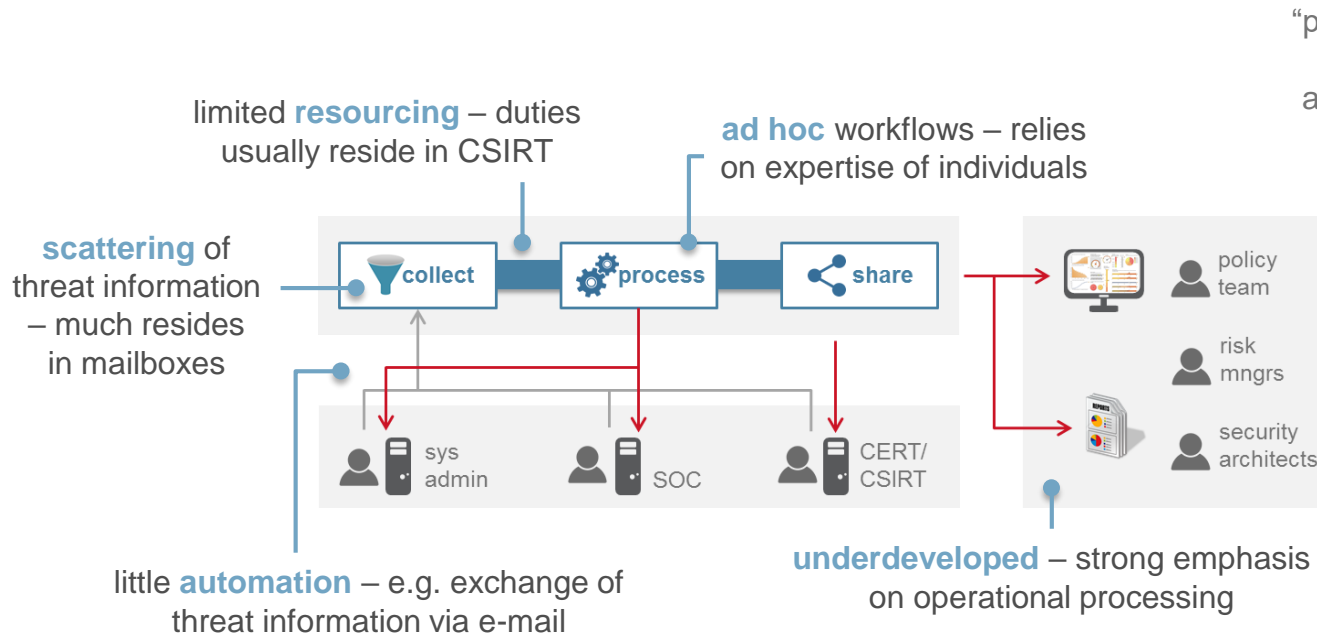 “p
a
limited resourcing – duties
usually reside in CSIRT
ad hoc workflows – relies
on expertise of individuals
scattering of
threat information
– much resides
in mailboxes
collect
process
share
policy
team
risk
mngrs
REPORTS
security
architects
sys
admin
SOC
CERT/
CSIRT
little automation – e.g. exchange of
threat information via e-mail
underdeveloped – strong emphasis
on operational processing